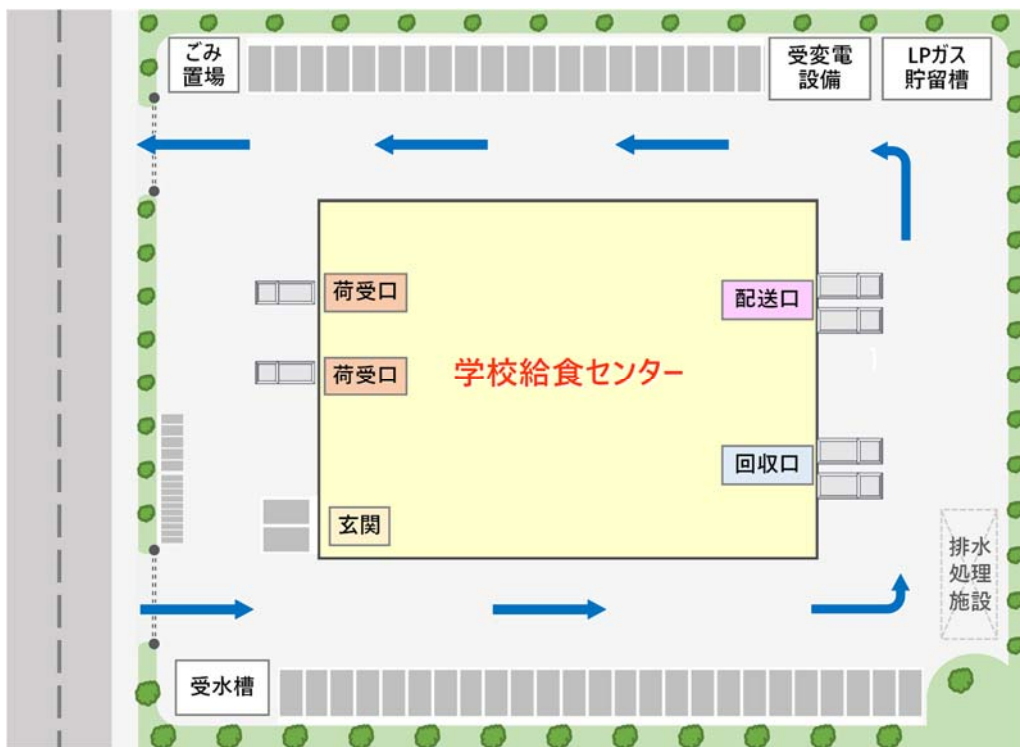 ごみ
置場
受変電
設備
LPガス
貯留槽
荷受口
配送口
荷受口
学校給食センター
回収口
玄関
排水
処理
施設
受水槽